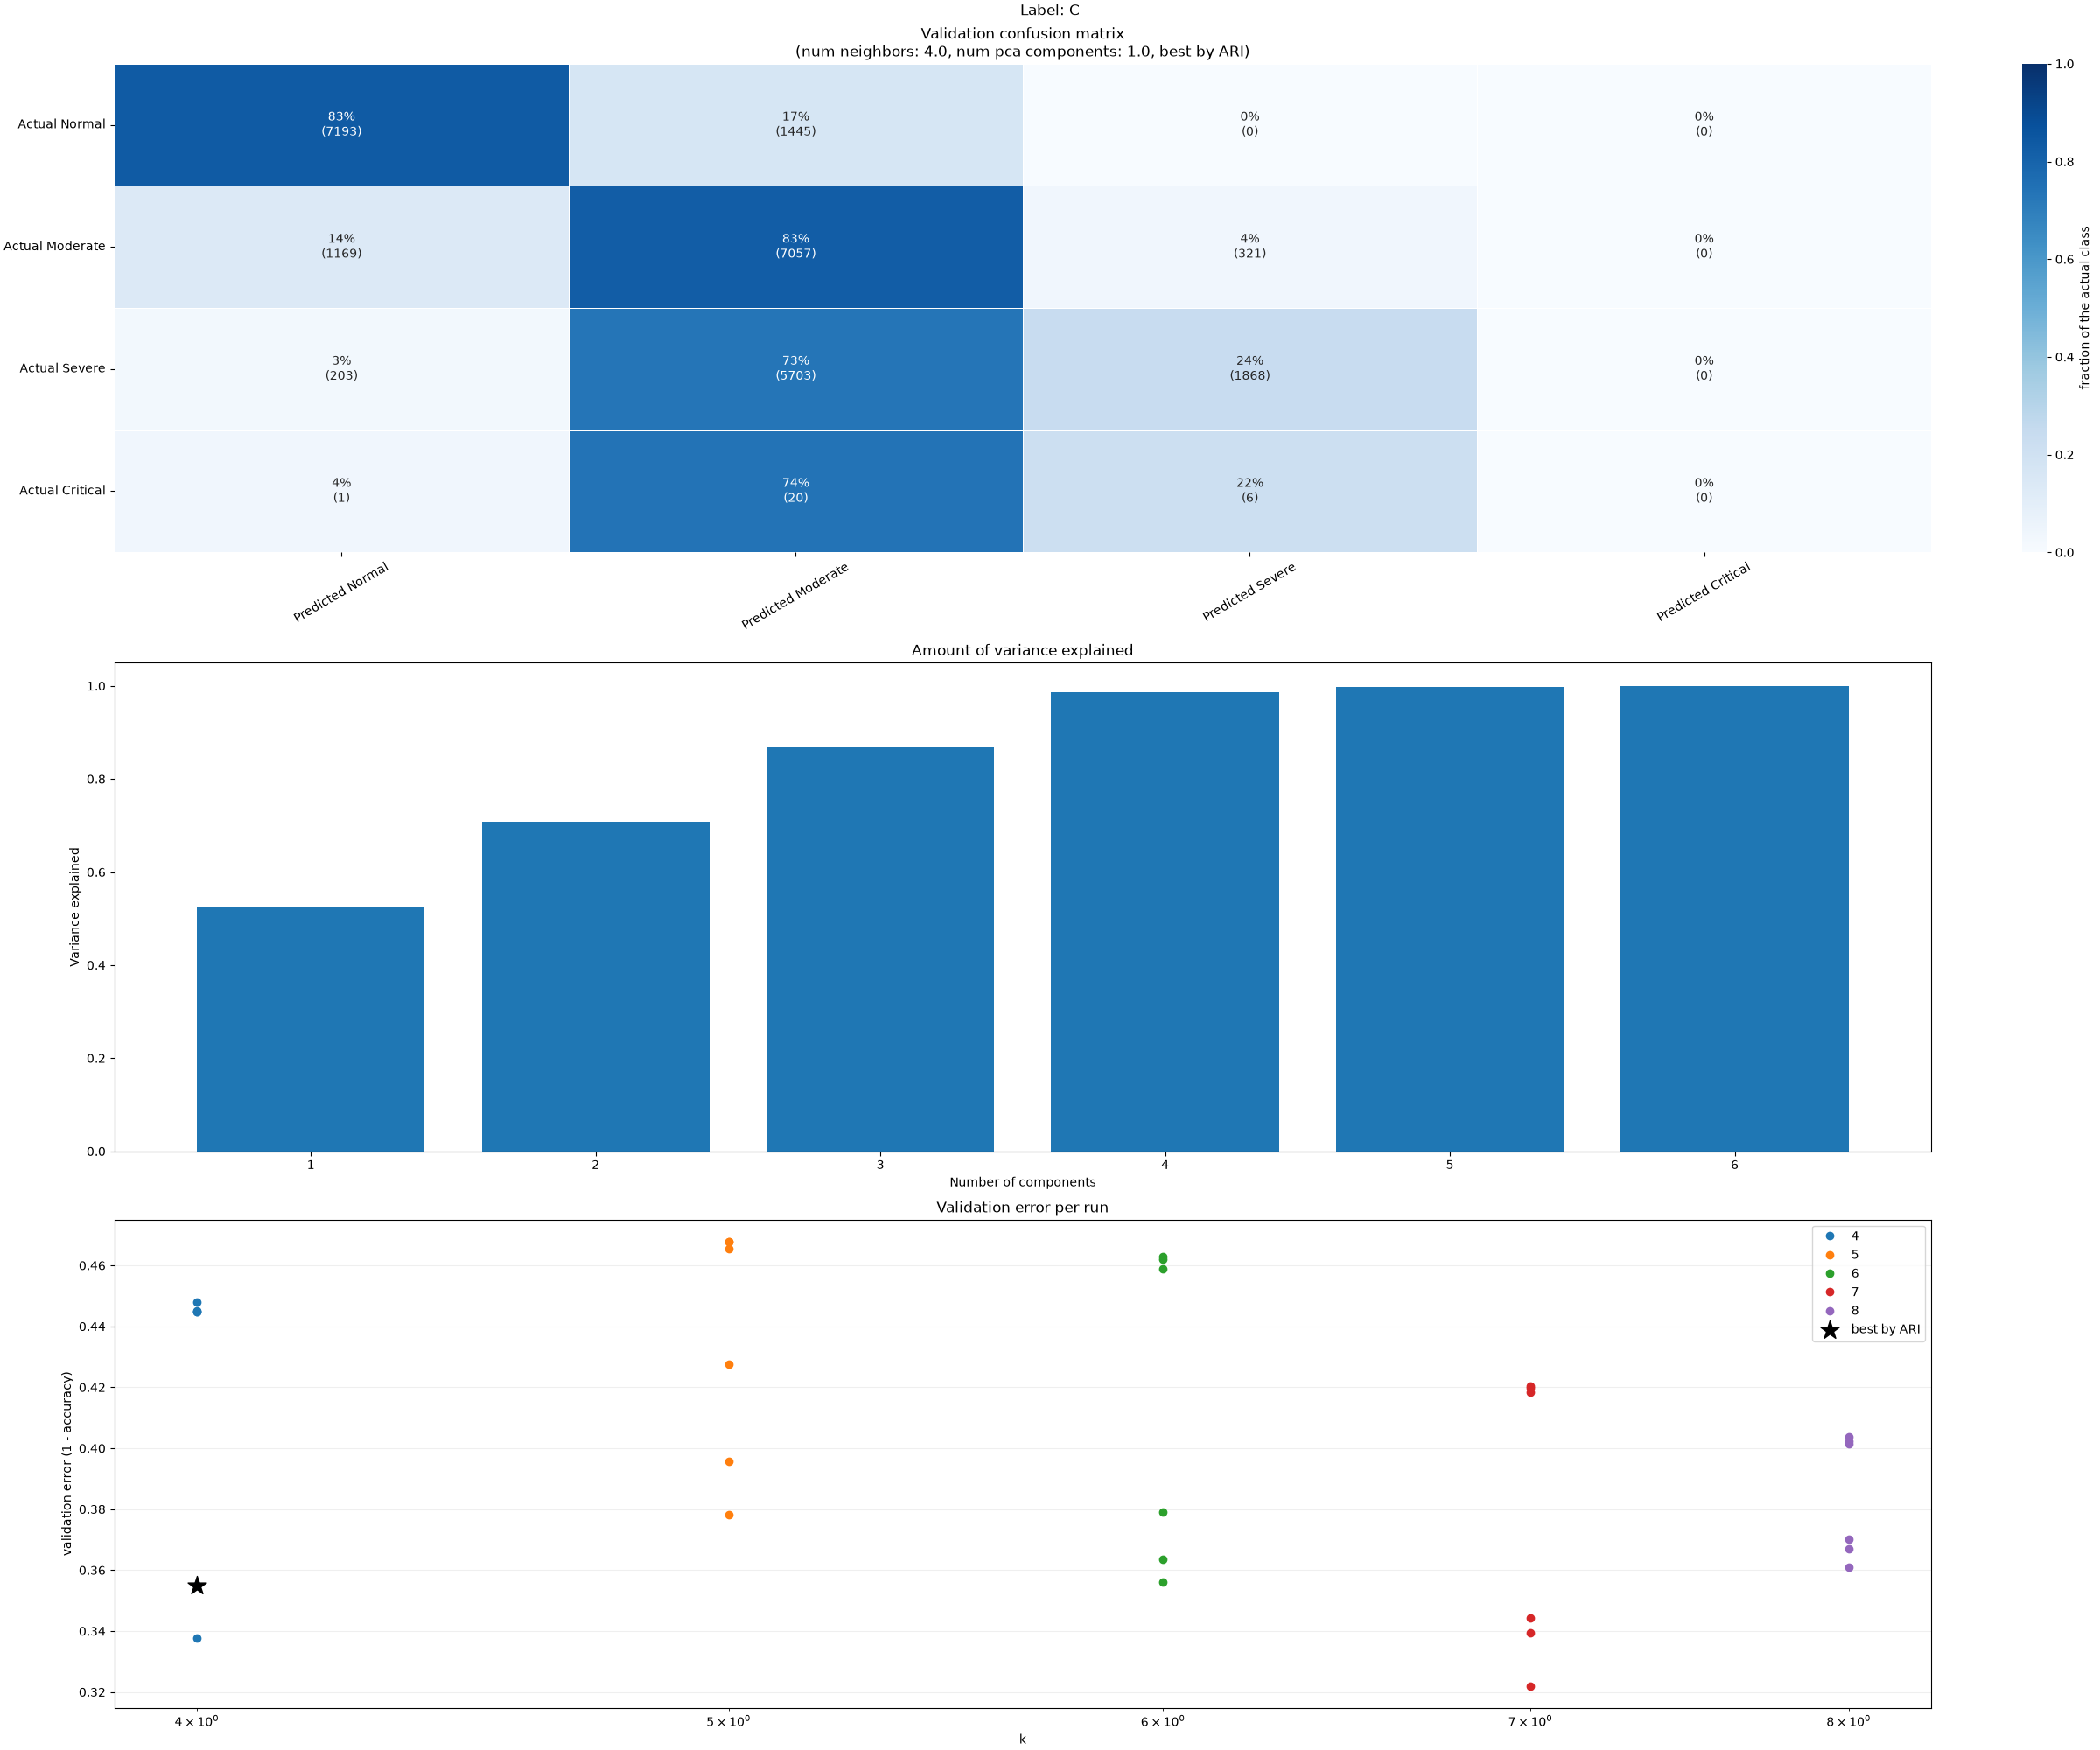 Label: C
Validation confusion matrix
(num neighbors: 4.0, num pca components: 1.0, best by ARI)
Actual Normal
83%
(7193)
17%
(1445)
0%
(0)
0%
(0)
Actual Moderate
14%
(1169)
83%
(7057)
4%
(321)
0%
(0)
Actual Severe
3%
(203)
73%
(5703)
24%
(1868)
0%
(0)
Actual Critical
4%
(1)
74%
(20)
22%
(6)
0%
(0)
Predicted Normal
Predicted Moderate
Predicted Severe
Predicted Critical
1.0
0.8
0.6
0.4
0.2
0.0
fraction of the actual class
Amount of variance explained
Variance explained
1.0
0.8
0.6
0.4
0.2
0.0
1
2
3
4
5
6
Number of components
Validation error per run
validation error (1 - accuracy)
0.46
0.44
0.42
0.40
0.38
0.36
0.34
0.32
4
5
6
7
8
best by ARI
4 × 10⁰
5 × 10⁰
6 × 10⁰
7 × 10⁰
8 × 10⁰
k